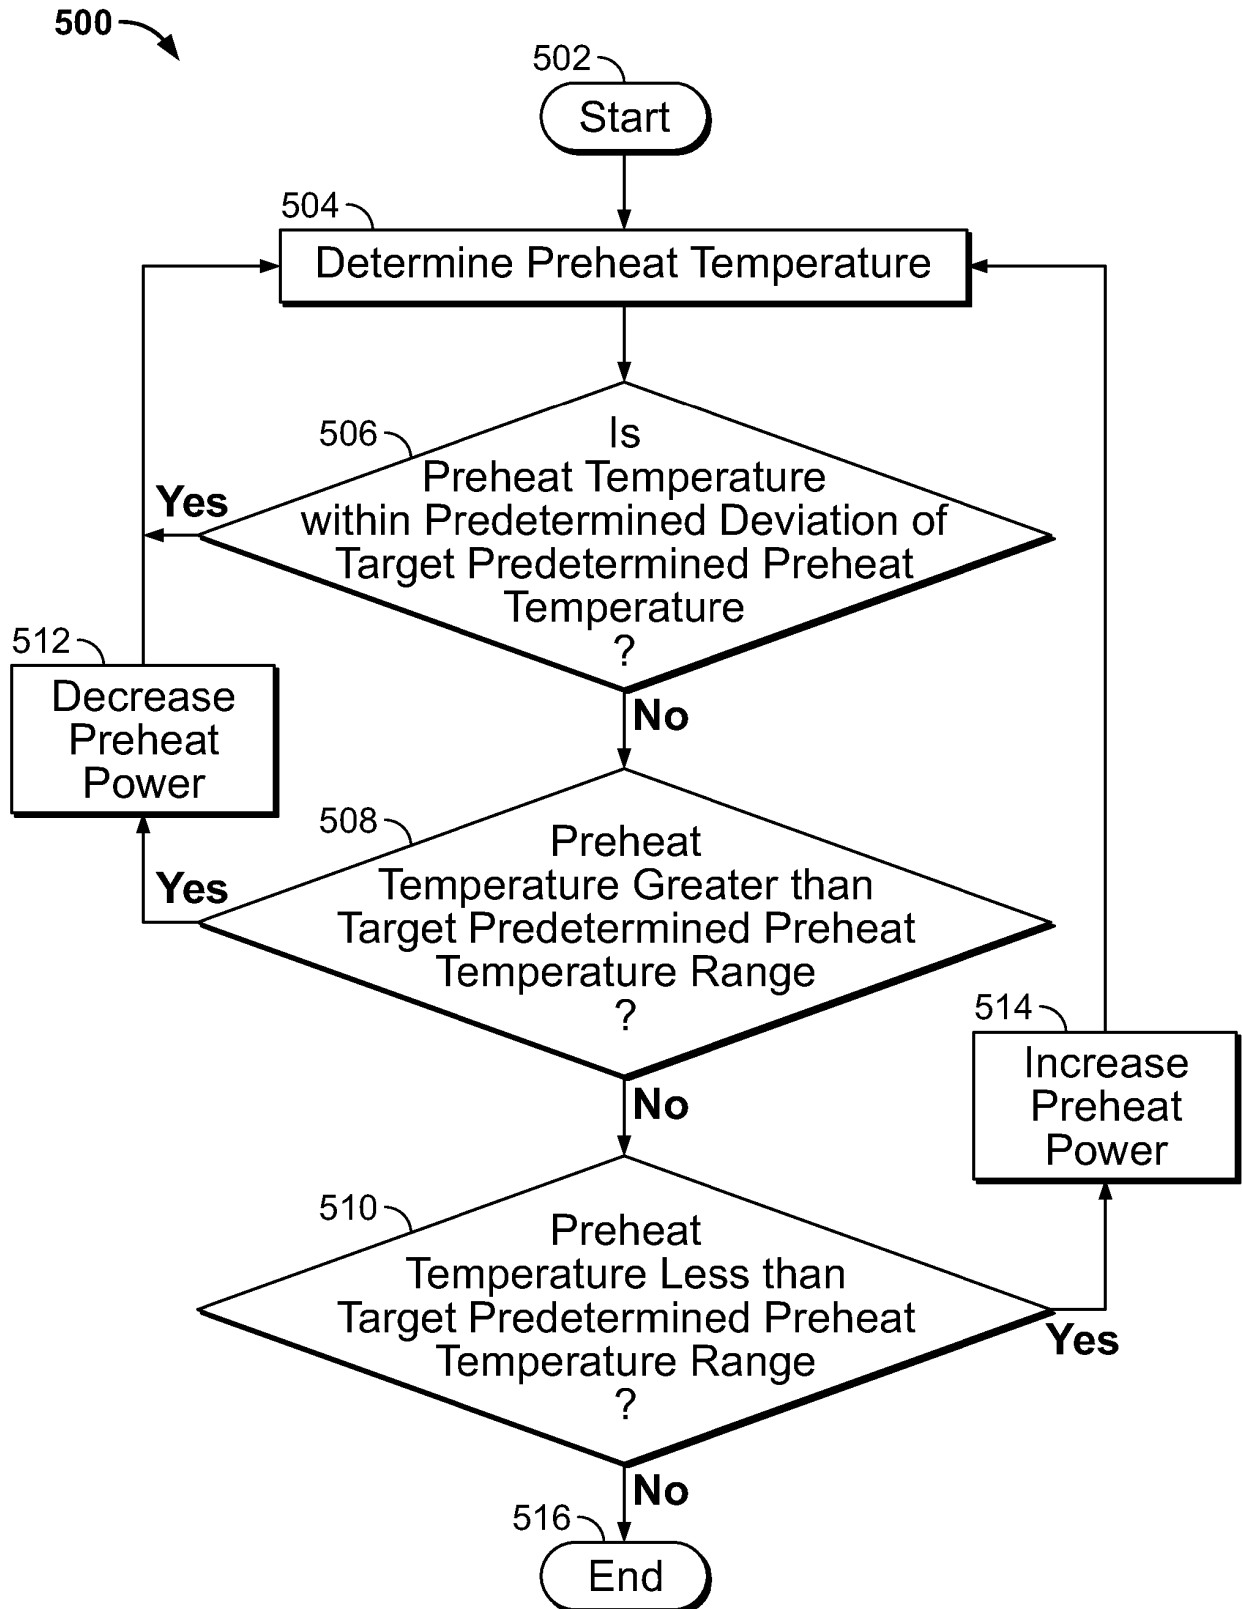 500
502
Start
504
Determine Preheat Temperature
506
Is
Preheat Temperature
within Predetermined Deviation of
Target Predetermined Preheat
Temperature
?
Yes
No
512
Decrease
Preheat
Power
508
Preheat
Temperature Greater than
Target Predetermined Preheat
Temperature Range
?
Yes
No
514
Increase
Preheat
Power
510
Preheat
Temperature Less than
Target Predetermined Preheat
Temperature Range
?
Yes
No
516
End